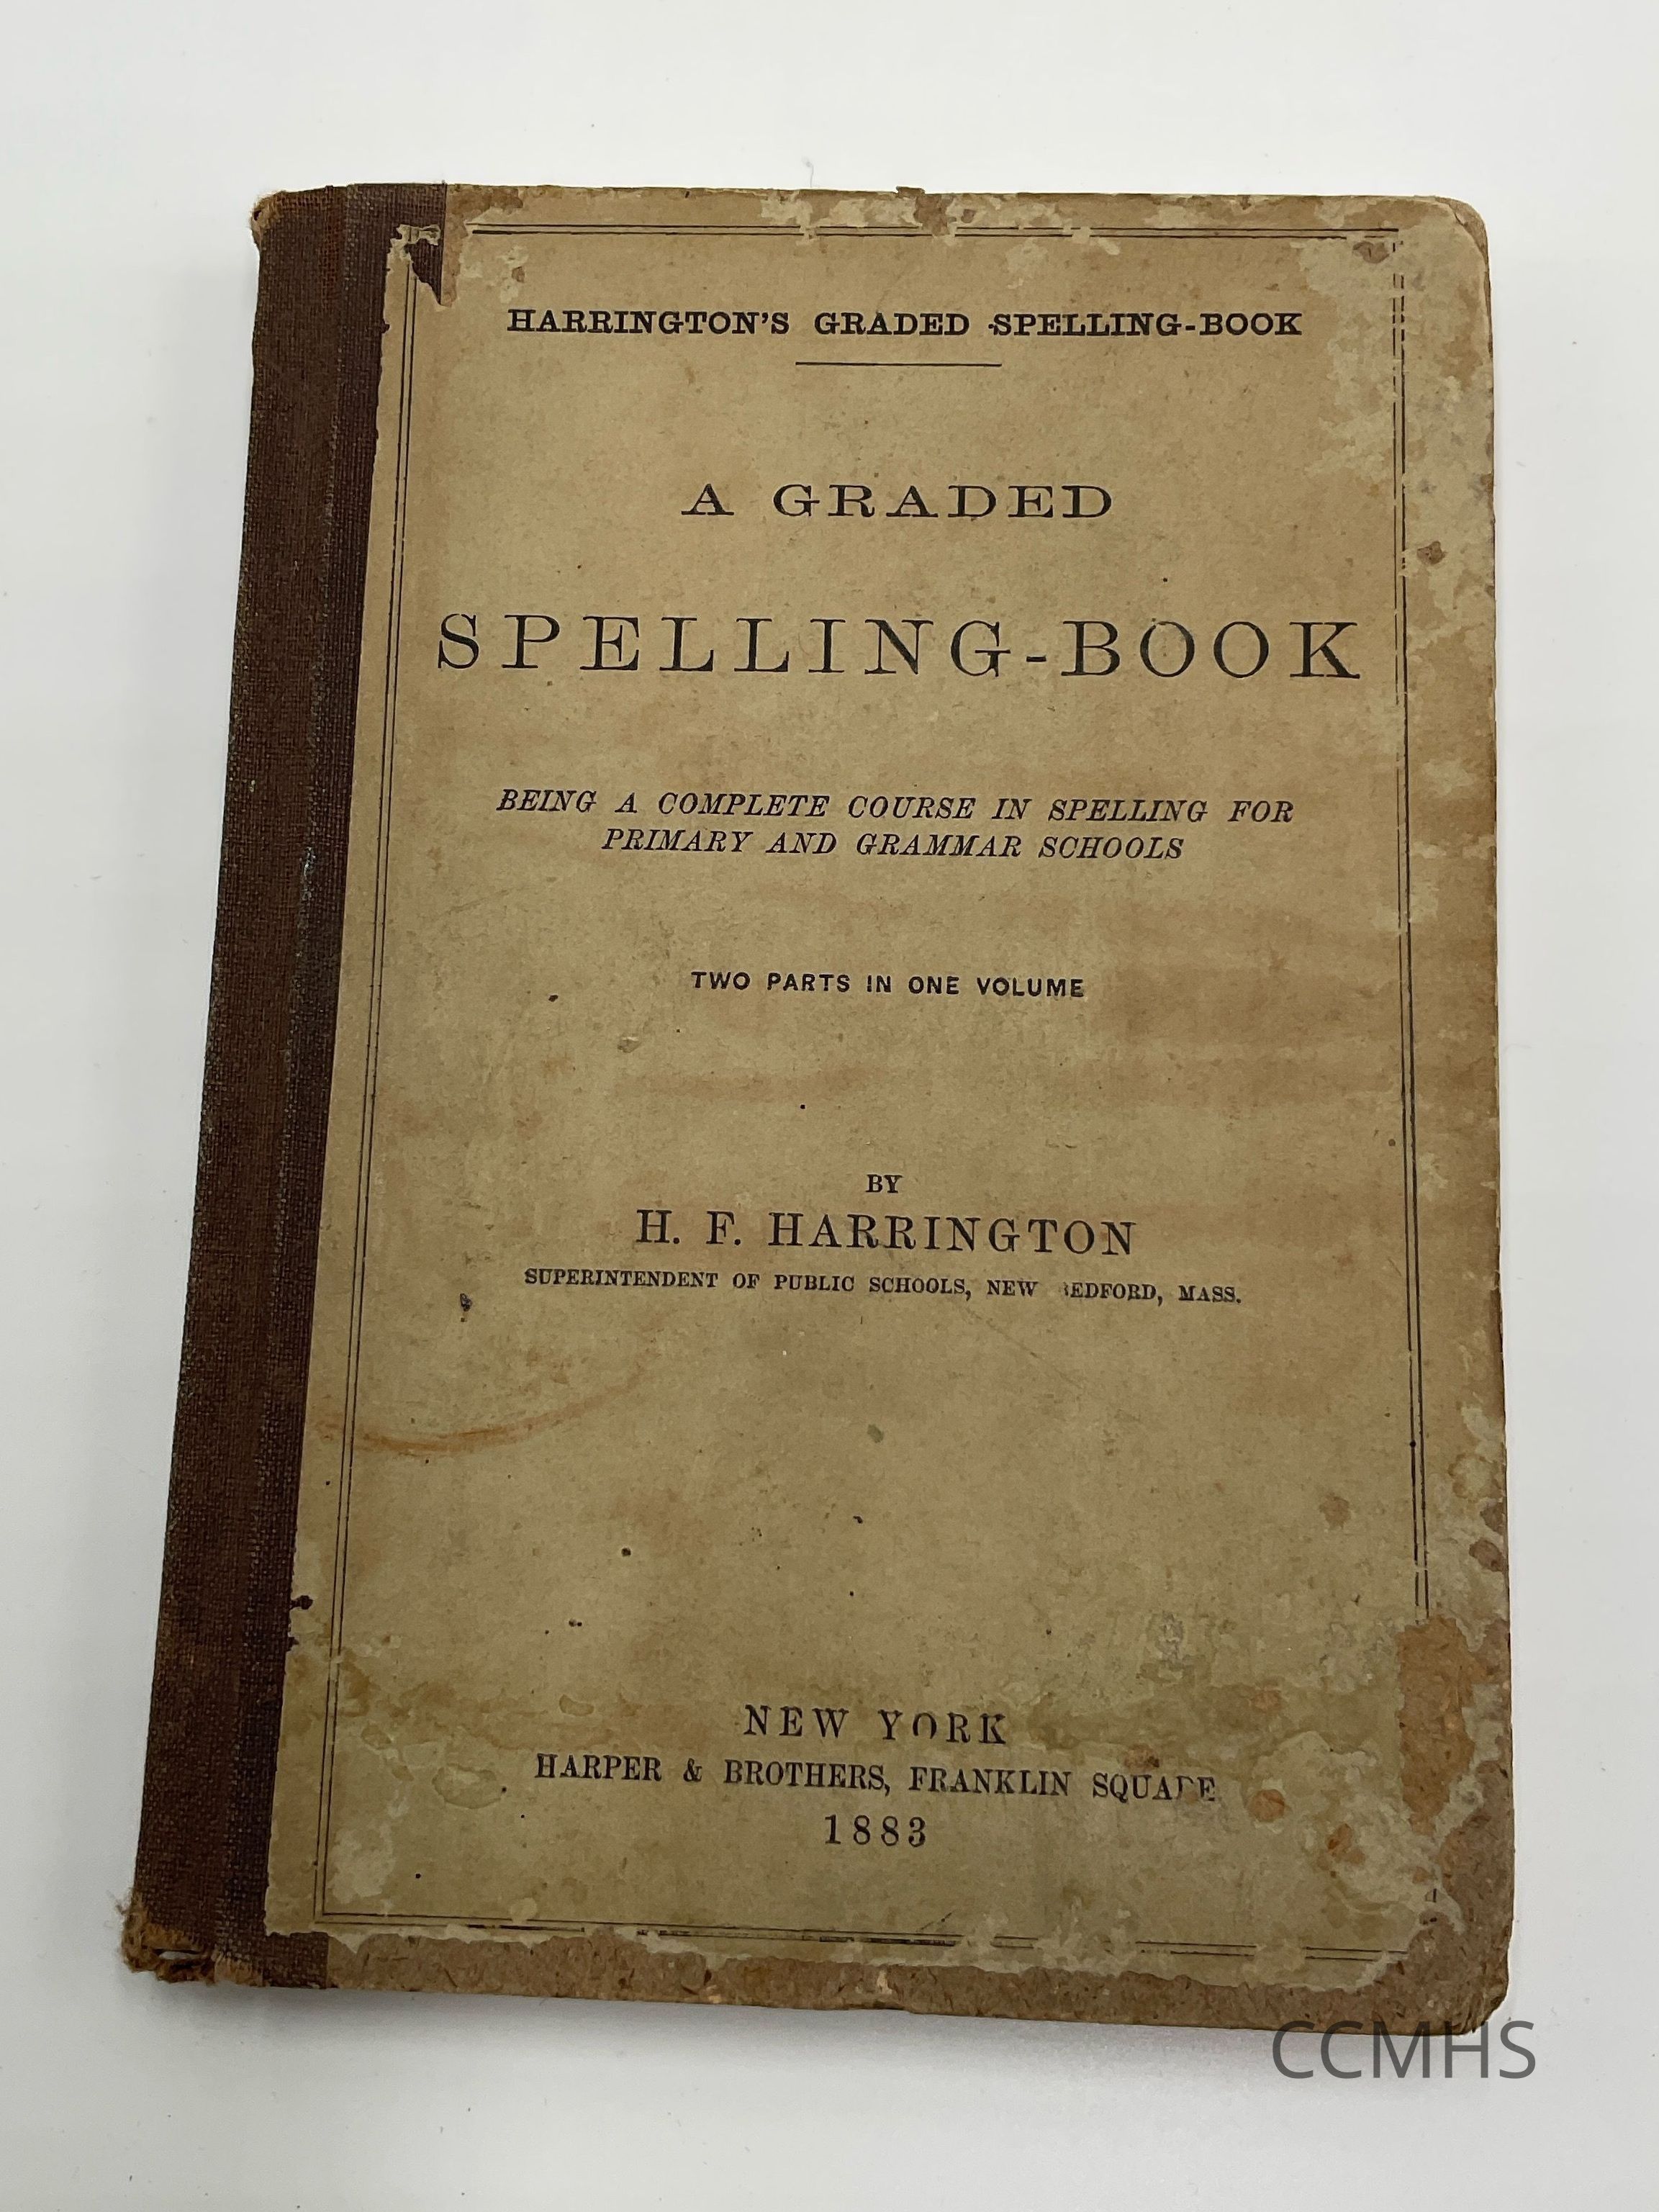 HARRINGTON'S GRADED SPELLING-BOOK
A GRADED
SPELLING-BOOK
BEING A COMPLETE COURSE IN SPELLING FOR
PRIMARY AND GRAMMAR SCHOOLS
TWO PARTS IN ONE VOLUME
BY
H. F. HARRINGTON
SUPERINTENDENT OF PUBLIC SCHOOLS, NEW BEDFORD, MASS.
NEW YORK
HARPER & BROTHERS, FRANKLIN SQUARE
1883
CCMHS